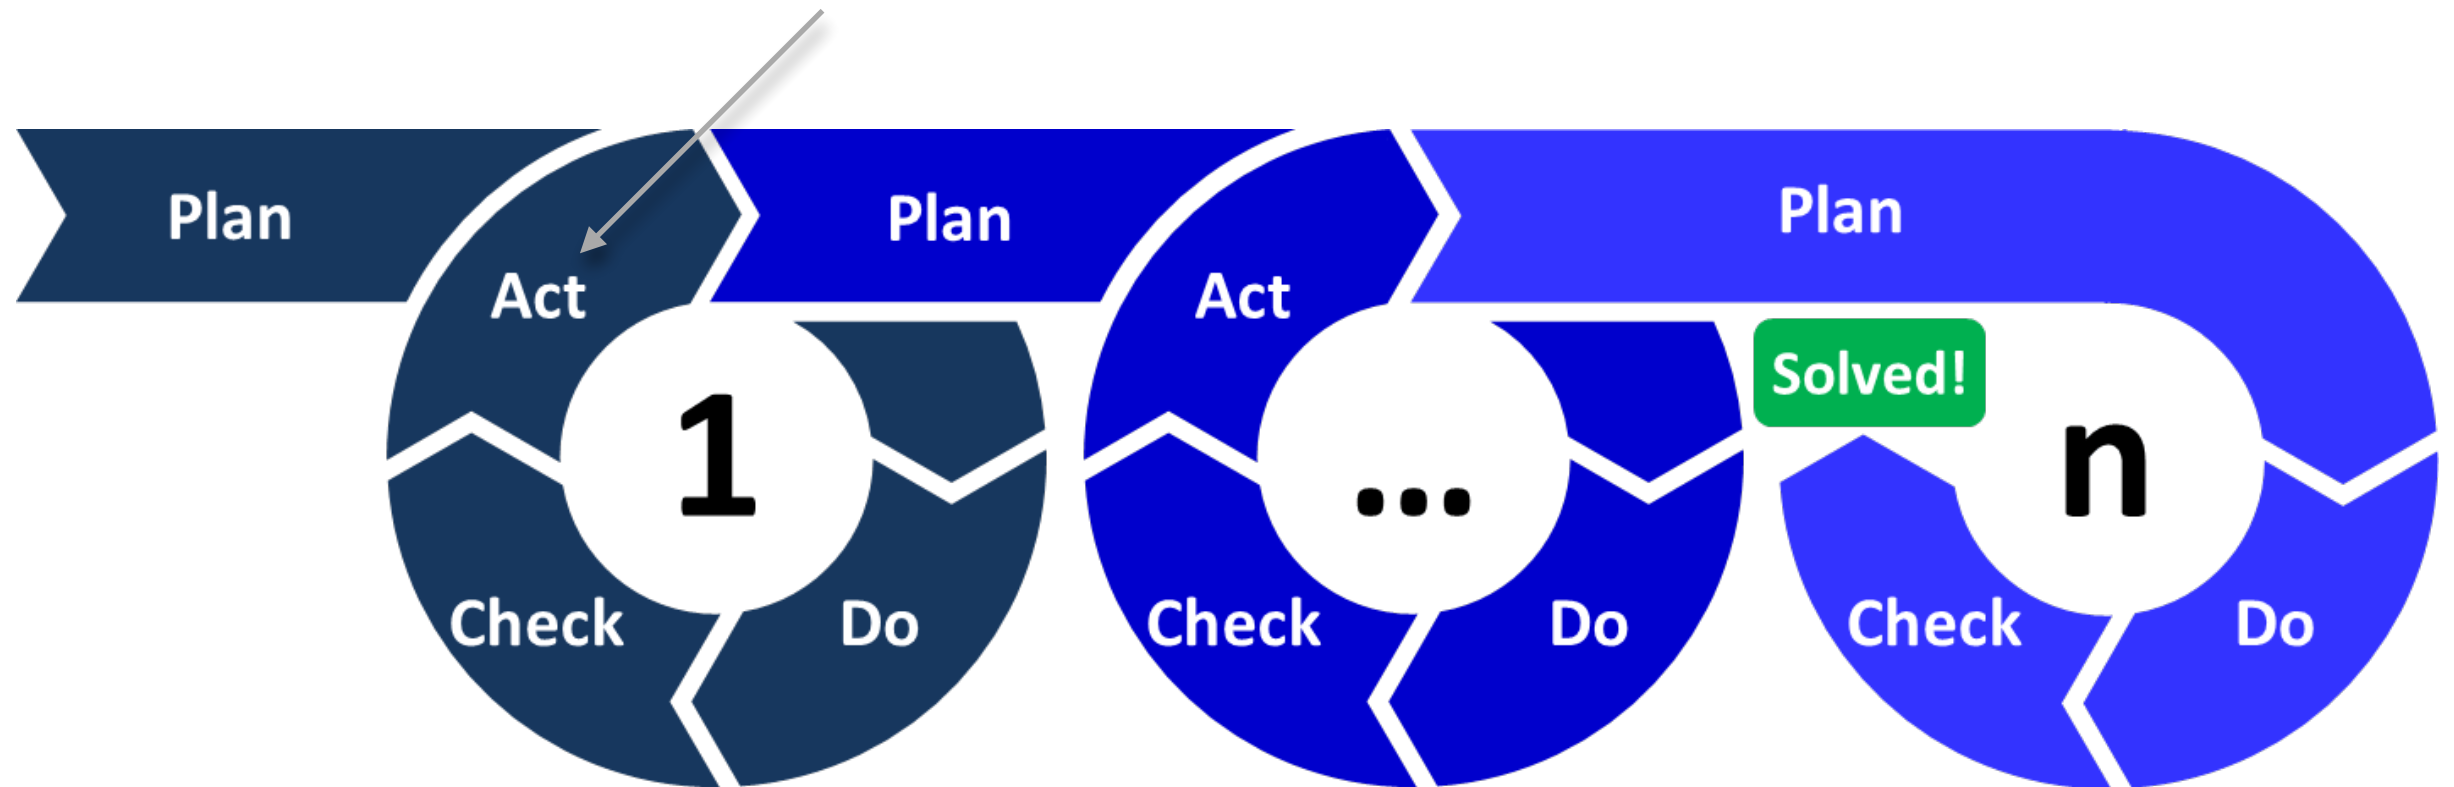 Plan
Act
1
Check
Do
Plan
Act
...
Check
Do
Plan
Solved!
n
Check
Do